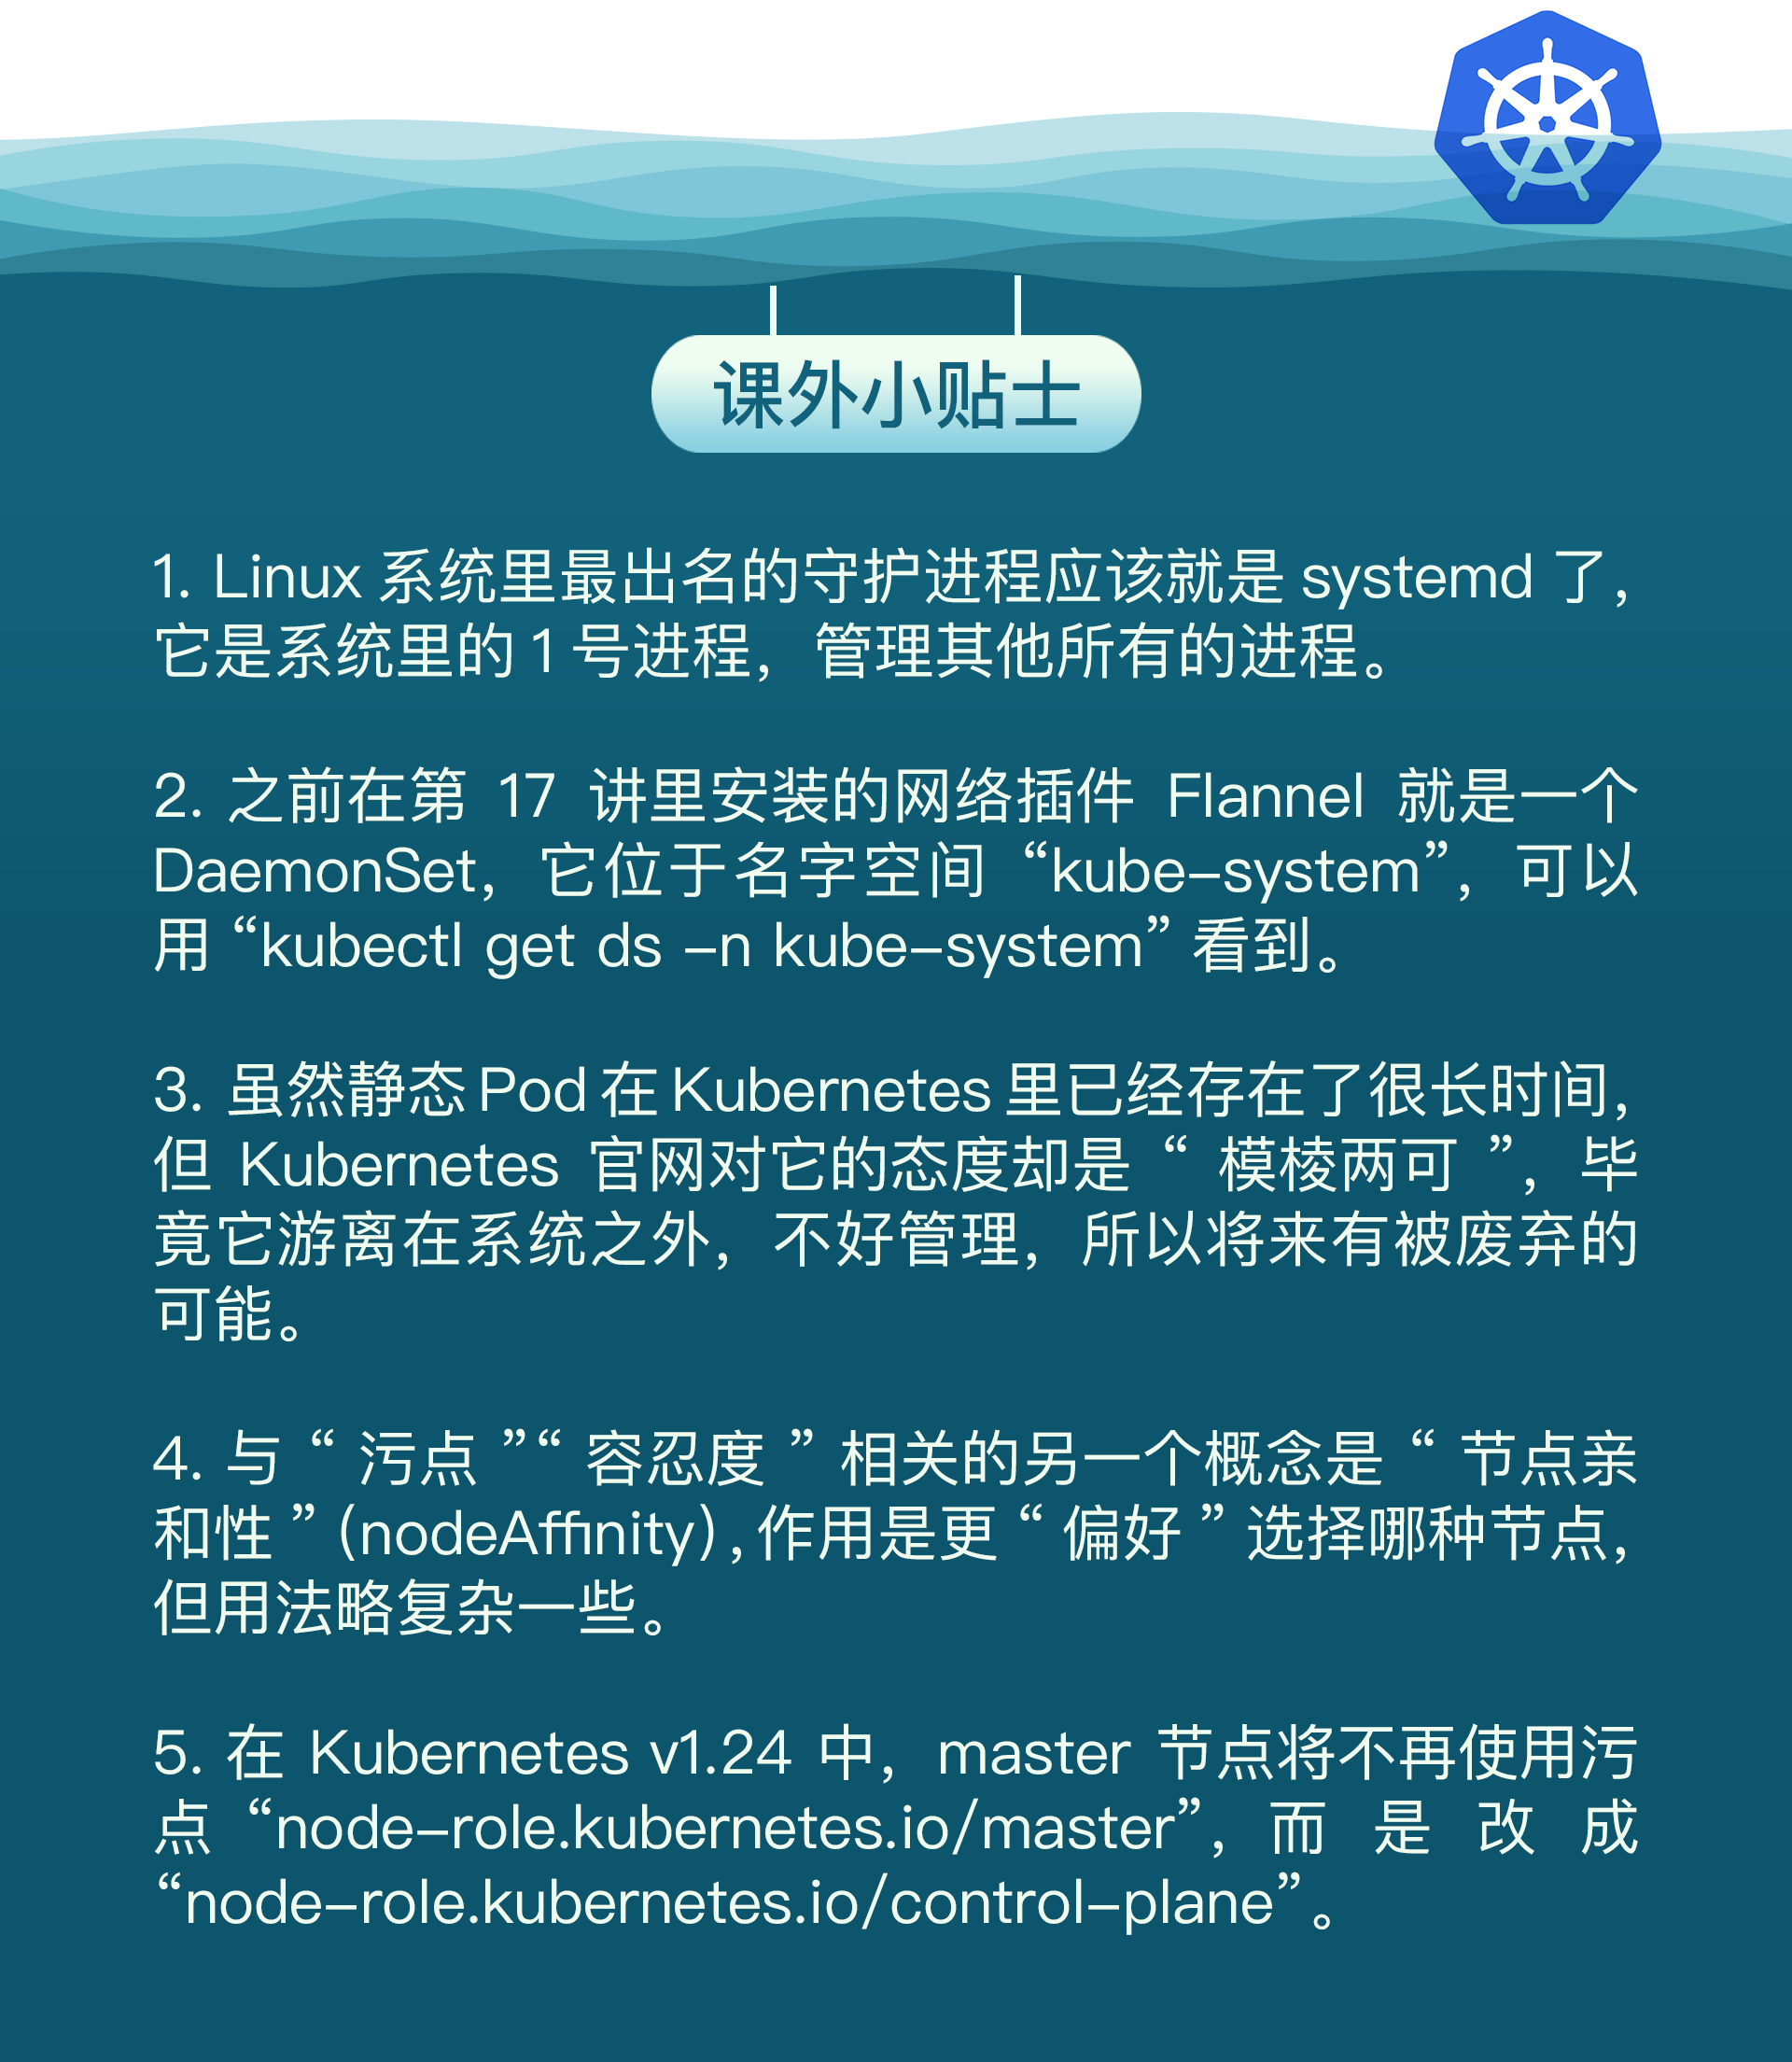 课外小贴士
1. Linux 系统里最出名的守护进程应该就是 systemd 了，
它是系统里的 1 号进程，管理其他所有的进程。
2. 之前在第 17 讲里安装的网络插件 Flannel 就是一个
DaemonSet，它位于名字空间“kube-system”，可以
用“kubectl get ds -n kube-system”看到。
3. 虽然静态 Pod 在 Kubernetes 里已经存在了很长时间，
但 Kubernetes 官网对它的态度却是“模棱两可”，毕
竟它游离在系统之外，不好管理，所以将来有被废弃的
可能。
4. 与“污点”“容忍度”相关的另一个概念是“节点亲
和性”(nodeAffinity)，作用是更“偏好”选择哪种节点，
但用法略复杂一些。
5. 在 Kubernetes v1.24 中，master 节点将不再使用污
点“node-role.kubernetes.io/master”，而是改成
“node-role.kubernetes.io/control-plane”。